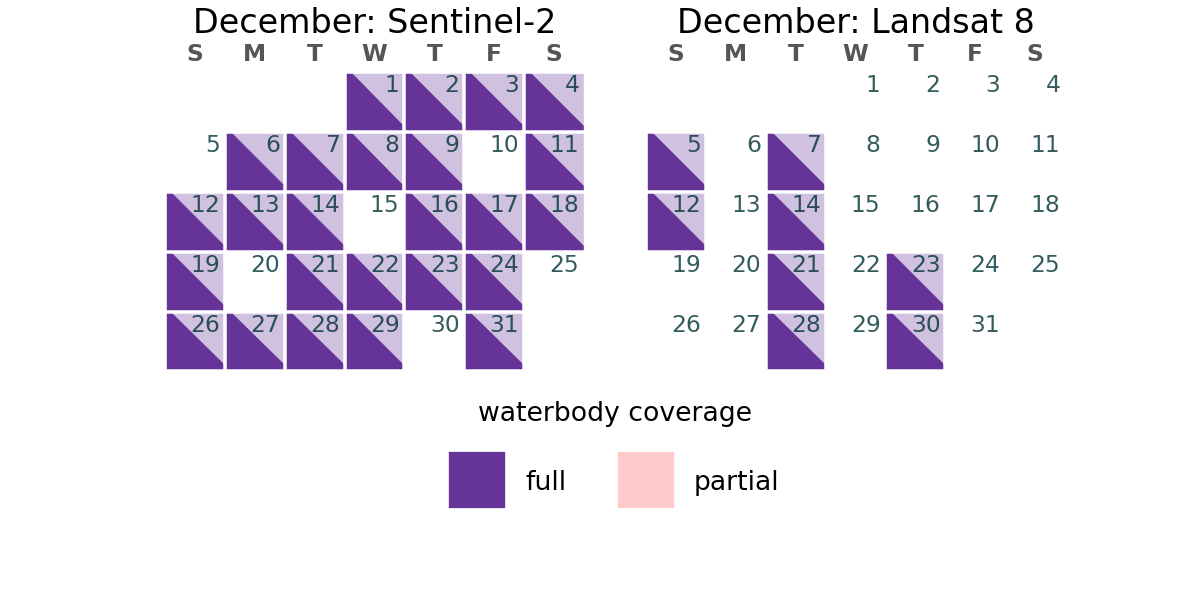 December: Sentinel-2
S M T W T F S
1 2 3 4
5 6 7 8 9 10 11
12 13 14 15 16 17 18
19 20 21 22 23 24 25
26 27 28 29 30 31
December: Landsat 8
S M T W T F S
1 2 3 4
5 6 7 8 9 10 11
12 13 14 15 16 17 18
19 20 21 22 23 24 25
26 27 28 29 30 31
waterbody coverage
full partial